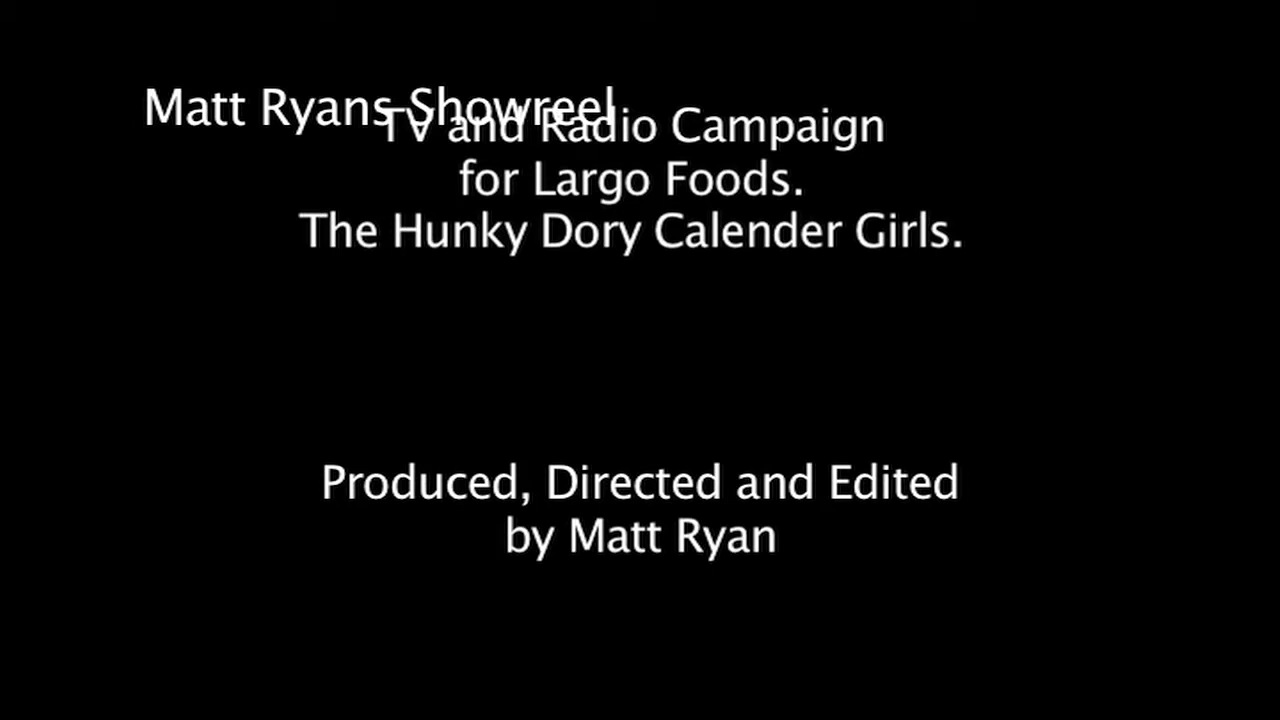 Matt Ryans Showreel
TV and Radio Campaign
for Largo Foods.
The Hunky Dory Calender Girls.
Produced, Directed and Edited
by Matt Ryan